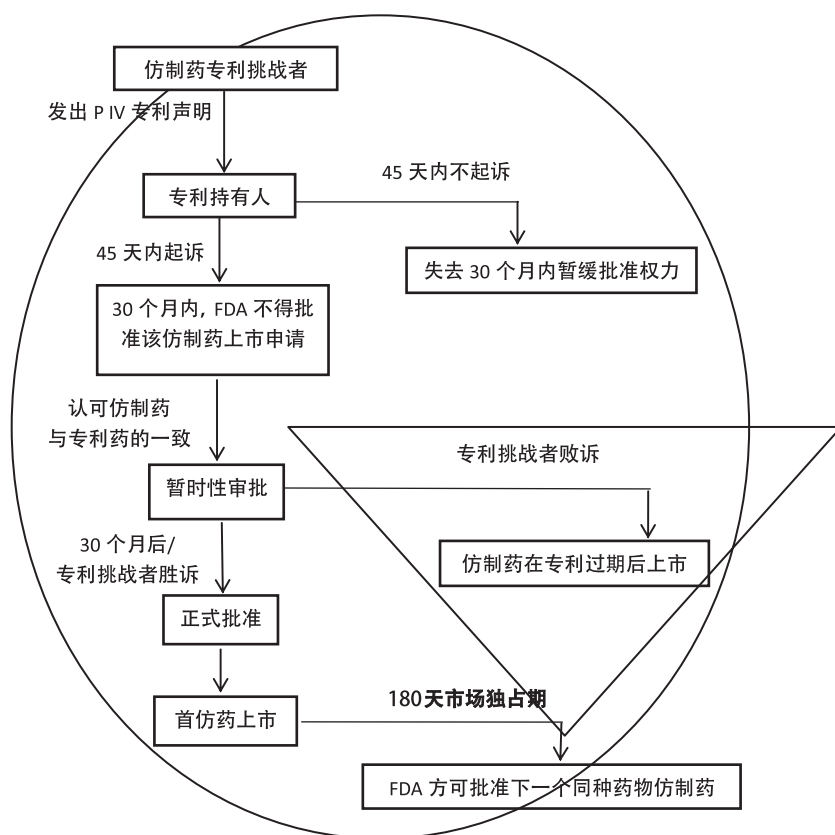 仿制药专利挑战者
发出 P IV 专利声明
45 天内不起诉
专利持有人
45 天内起诉
失去 30 个月内暂缓批准权力
30 个月内, FDA 不得批
准该仿制药上市申请
认可仿制药
与专利药的一致
专利挑战者败诉
暂时性审批
30 个月后/
专利挑战者胜诉
仿制药在专利过期后上市
正式批准
180天市场独占期
首仿药上市
FDA 方可批准下一个同种药物仿制药